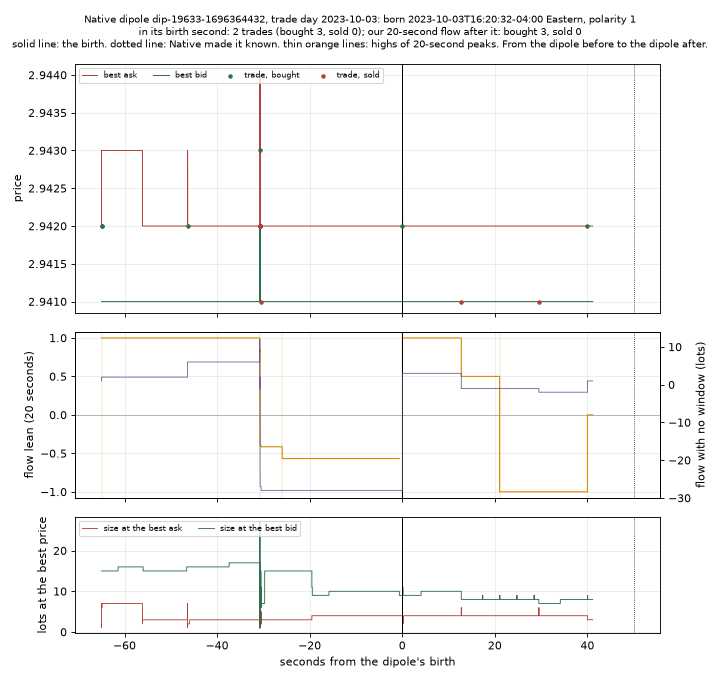 Native dipole dip-19633-1696364432, trade day 2023-10-03: born 2023-10-03T16:20:32-04:00 Eastern, polarity 1
in its birth second: 2 trades (bought 3, sold 0); our 20-second flow after it: bought 3, sold 0
solid line: the birth. dotted line: Native made it known. thin orange lines: highs of 20-second peaks. From the dipole before to the dipole after.
best ask
best bid
trade, bought
trade, sold
price
2.9440
2.9435
2.9430
2.9425
2.9420
2.9415
2.9410
flow lean (20 seconds)
1.0
0.5
0.0
−0.5
−1.0
10
0
−10
−20
−30
flow with no window (lots)
size at the best ask
size at the best bid
lots at the best price
20
10
0
−60
−40
−20
0
20
40
seconds from the dipole's birth